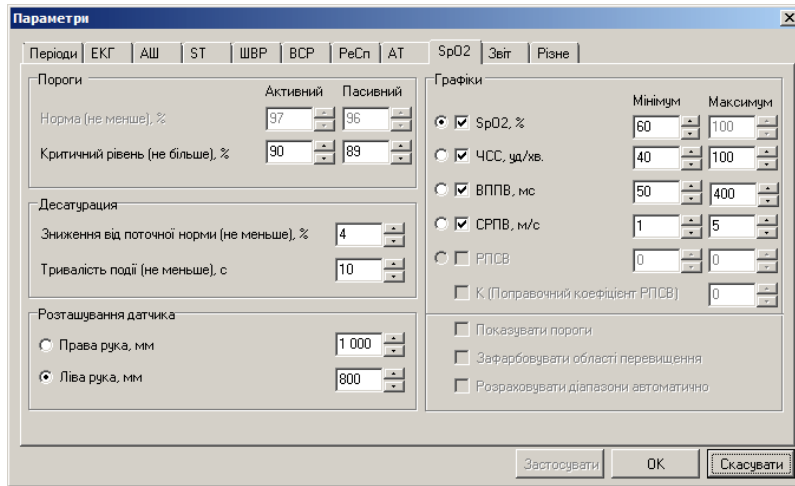 Параметри
Періоди ЕКГ АШ ST ШВР ВСР РеСп АТ SpO2 Звіт Різне
Пороги
Активний Пасивний
Норма (не менше), % 97 96
Критичний рівень (не більше), % 90 89
Десатурация
Зниження від поточної норми (не меньше), % 4
Тривалість події (не меньше), с 10
Розташування датчика
Права рука, мм 1 000
Ліва рука, мм 800
Графіки
Мінімум Максимум
SpO2, % 60 100
ЧСС, уд/хв. 40 100
ВППВ, мс 50 400
СРПВ, м/с 1 5
РПСВ 0 0
К (Поправочний коефіцієнт РПСВ) 0
Показувати пороги
Зафарбовувати області перевищення
Розраховувати діапазони автоматично
Застосувати OK Скасувати